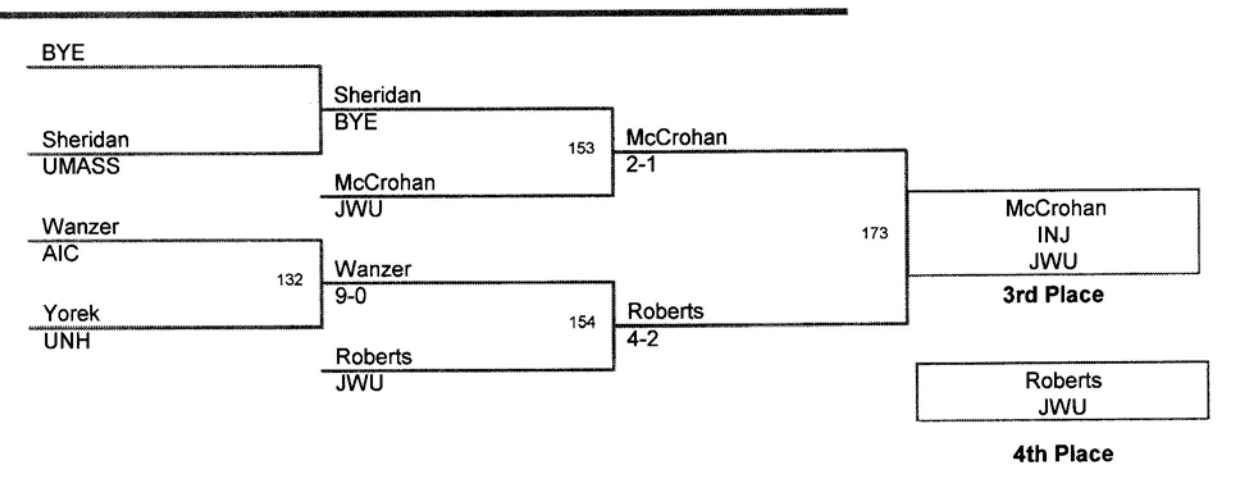 BYE
Sheridan
UMASS
Wanzer
AIC
132
Yorek
UNH
Sheridan
BYE
153
McCrohan
JWU
Wanzer
9-0
154
Roberts
JWU
McCrohan
2-1
173
Roberts
4-2
McCrohan
INJ
JWU
3rd Place
Roberts
JWU
4th Place